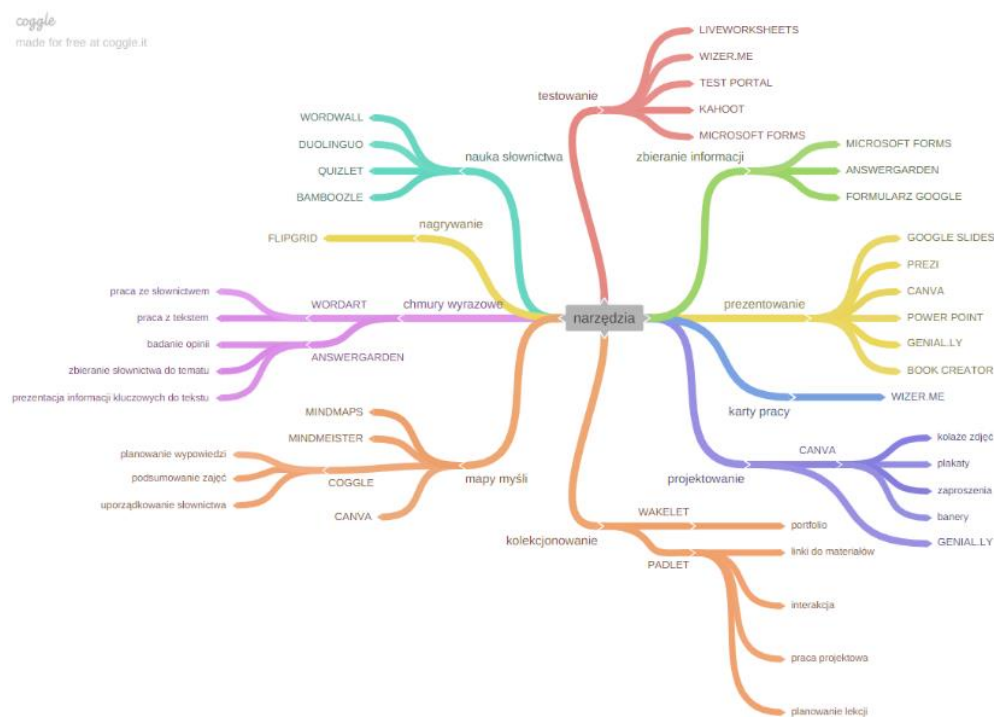 coggle
made for free at coggle.it
narzędzia
testowanie
LIVEWORKSHEETS
WIZER.ME
TEST PORTAL
KAHOOT
MICROSOFT FORMS
zbieranie informacji
MICROSOFT FORMS
ANSWERGARDEN
FORMULARZ GOOGLE
prezentowanie
GOOGLE SLIDES
PREZI
CANVA
POWER POINT
GENIAL.LY
BOOK CREATOR
karty pracy
WIZER.ME
projektowanie
CANVA
kolaże zdjęć
plakaty
zaproszenia
banery
GENIAL.LY
kolekcjonowanie
WAKELET
portfolio
PADLET
linki do materiałów
interakcja
praca projektowa
planowanie lekcji
nauka słownictwa
WORDWALL
DUOLINGUO
QUIZLET
BAMBOOZLE
nagrywanie
FLIPGRID
chmury wyrazowe
WORDART
praca ze słownictwem
praca z tekstem
ANSWERGARDEN
badanie opinii
zbieranie słownictwa do tematu
prezentacja informacji kluczowych do tekstu
mapy myśli
MINDMAPS
MINDMEISTER
COGGLE
planowanie wypowiedzi
podsumowanie zajęć
uporządkowanie słownictwa
CANVA